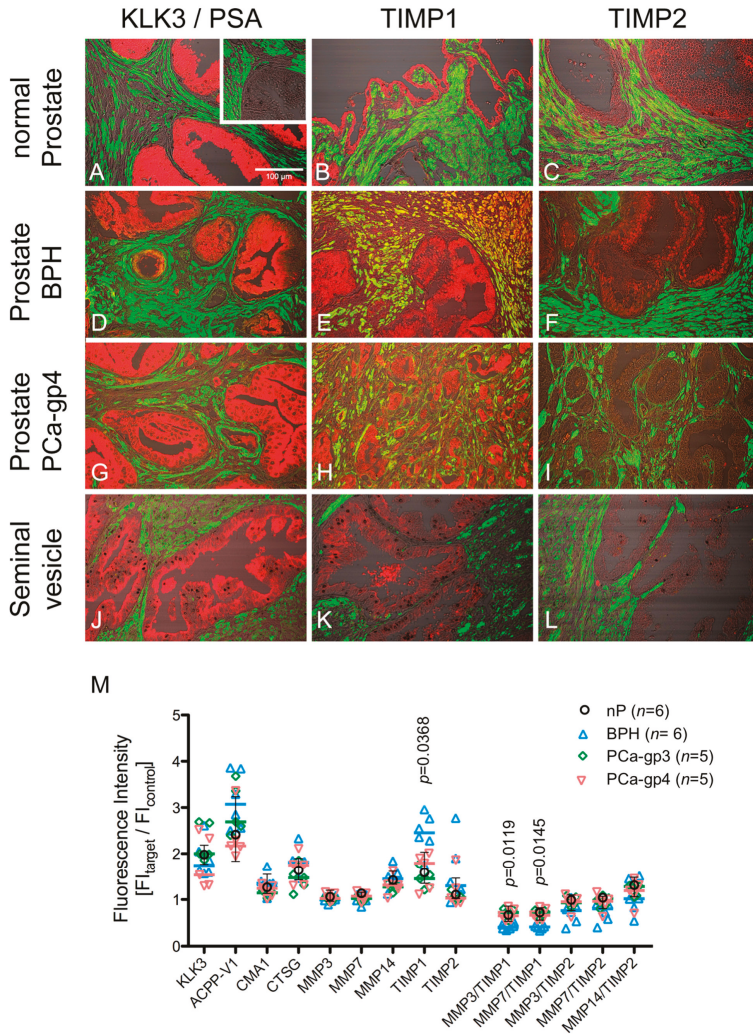 KLK3 / PSA TIMP1 TIMP2
normal
Prostate
A
100 μm
B
C
Prostate
BPH
D
E
F
Prostate
PCa-gp4
G
H
I
Seminal
vesicle
J
K
L
M
Fluorescence Intensity
[FItarget / FIcontrol]
5
4
3
2
1
0
nP (n=6)
BPH (n= 6)
PCa-gp3 (n=5)
PCa-gp4 (n=5)
p=0.0368
p=0.0119
p=0.0145
KLK3
ACPP-V1
CMA1
CTSG
MMP3
MMP7
MMP14
TIMP1
TIMP2
MMP3/TIMP1
MMP7/TIMP1
MMP3/TIMP2
MMP7/TIMP2
MMP14/TIMP2